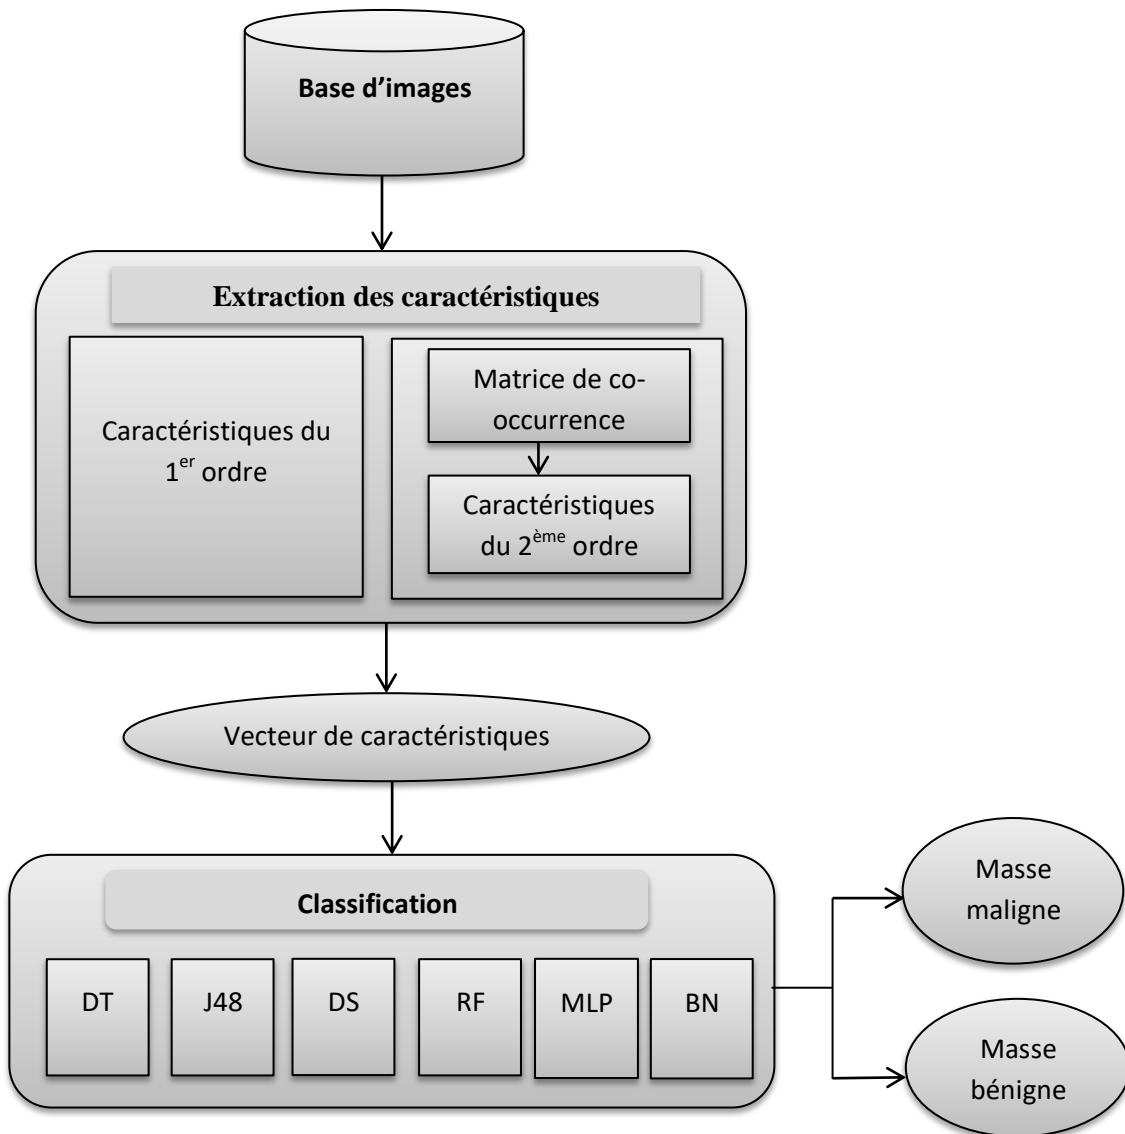 Base d’images
Extraction des caractéristiques
Caractéristiques du
1er ordre
Matrice de co-
occurrence
Caractéristiques
du 2ème ordre
Vecteur de caractéristiques
Classification
DT
J48
DS
RF
MLP
BN
Masse
maligne
Masse
bénigne